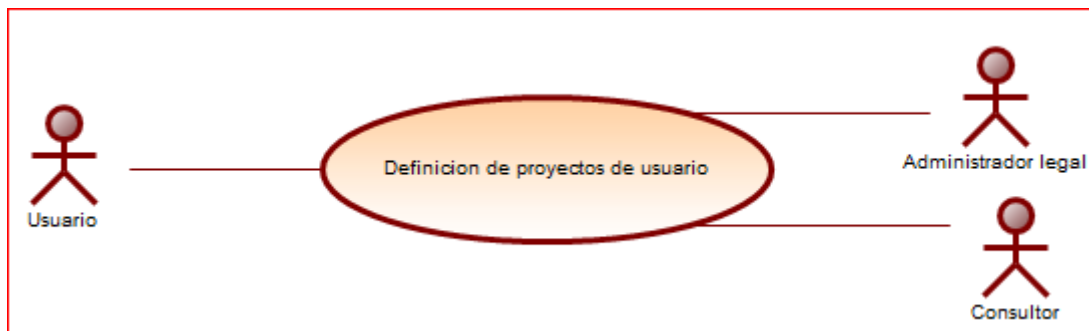 Usuario
Definicion de proyectos de usuario
Administrador legal
Consultor